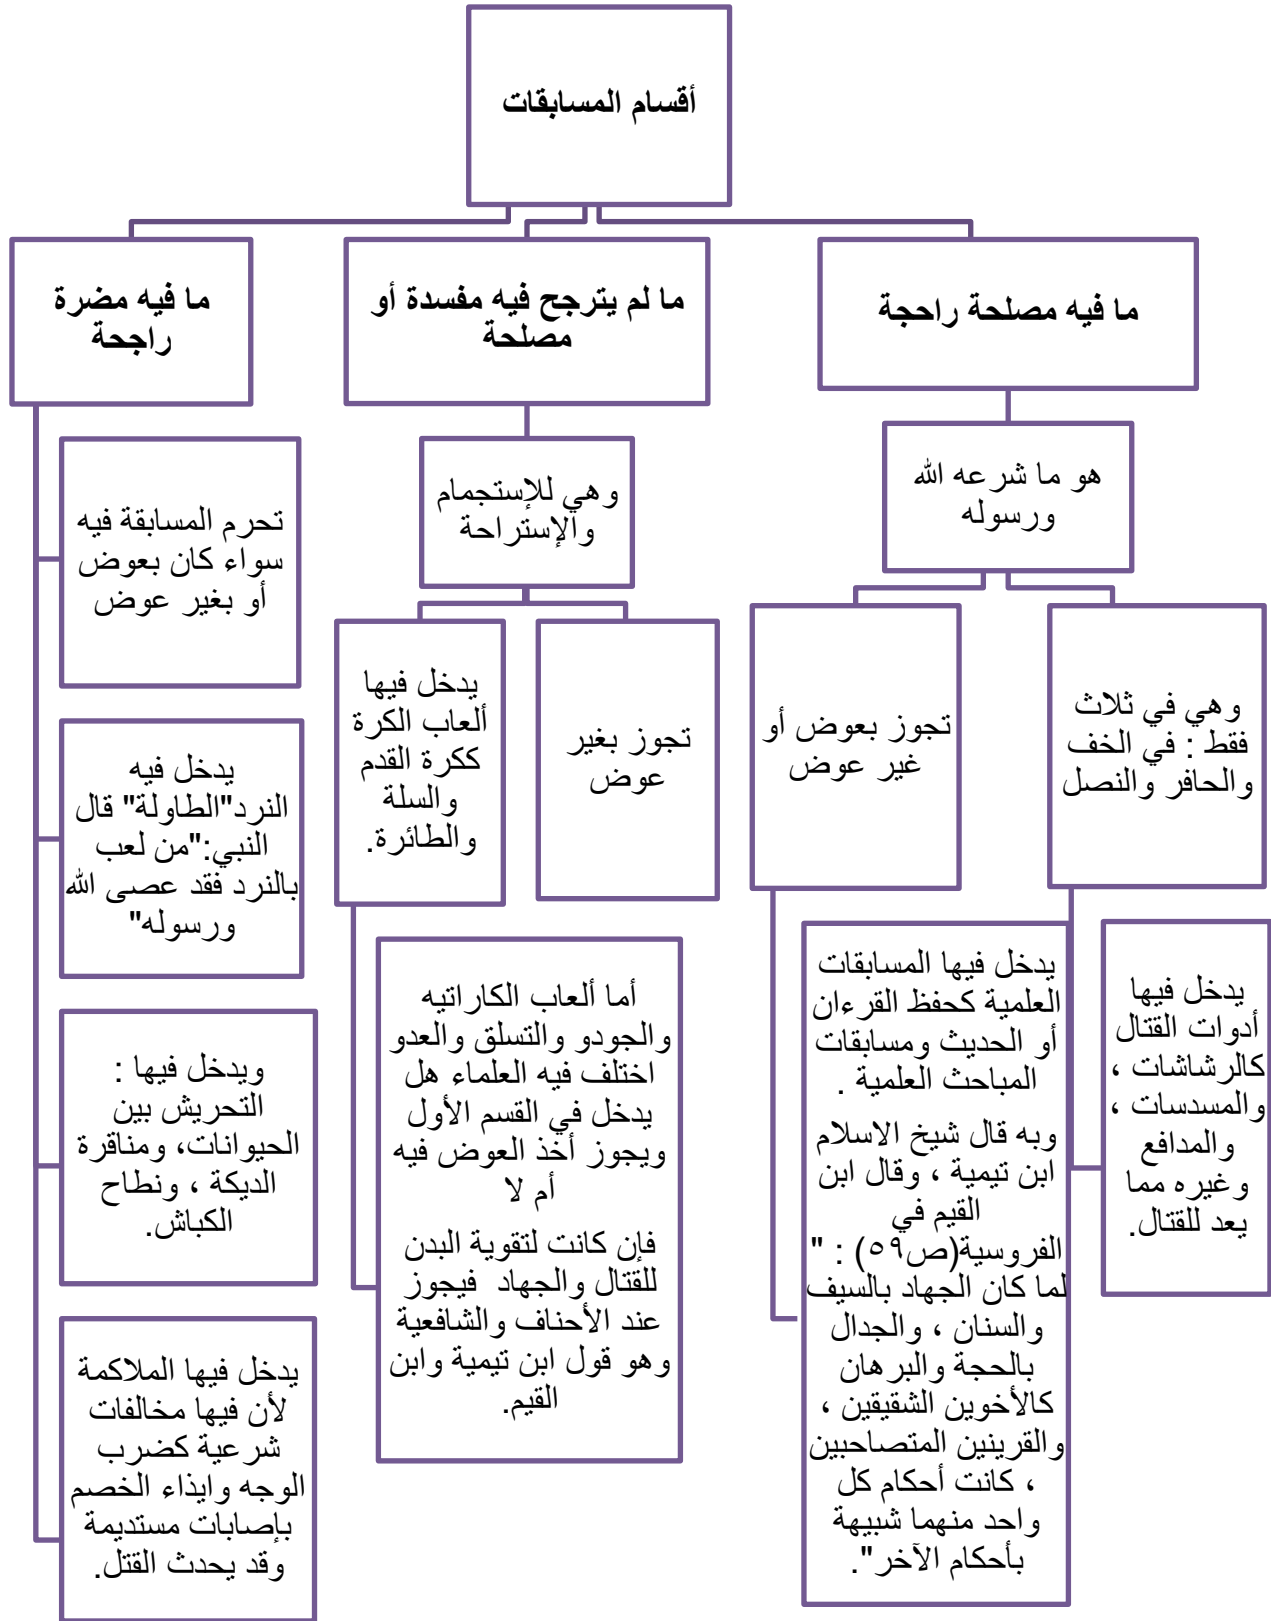 أقسام المسابقات
ما فيه مصلحة راحجة
هو ما شرعه الله
ورسوله
وهي في ثلاث
فقط : في الخف
والحافر والنصل
يدخل فيها
أدوات القتال
كالرشاشات ،
والمسدسات ،
والمدافع
وغيره مما
يعد للقتال.
تجوز بعوض أو
غير عوض
يدخل فيها المسابقات
العلمية كحفظ القرءان
أو الحديث ومسابقات
المباحث العلمية .
وبه قال شيخ الاسلام
ابن تيمية ، وقال ابن
القيم في
الفروسية(ص٥٩) : "
لما كان الجهاد بالسيف
والسنان ، والجدال
بالحجة والبرهان
كالأخوين الشقيقين ،
والقرينين المتصاحبين
، كانت أحكام كل
واحد منهما شبيهة
بأحكام الآخر".
ما لم يترجح فيه مفسدة أو
مصلحة
وهي للإستجمام
والإستراحة
تجوز بغير
عوض
يدخل فيها
ألعاب الكرة
ككرة القدم
والسلة
والطائرة.
أما ألعاب الكاراتيه
والجودو والتسلق والعدو
اختلف فيه العلماء هل
يدخل في القسم الأول
ويجوز أخذ العوض فيه
أم لا
فإن كانت لتقوية البدن
للقتال والجهاد فيجوز
عند الأحناف والشافعية
وهو قول ابن تيمية وابن
القيم.
ما فيه مضرة
راجحة
تحرم المسابقة فيه
سواء كان بعوض
أو بغير عوض
يدخل فيه
النرد"الطاولة" قال
النبي:"من لعب
بالنرد فقد عصى الله
ورسوله"
ويدخل فيها :
التحريش بين
الحيوانات، ومناقرة
الديكة ، ونطاح
الكباش.
يدخل فيها الملاكمة
لأن فيها مخالفات
شرعية كضرب
الوجه وايذاء الخصم
بإصابات مستديمة
وقد يحدث القتل.